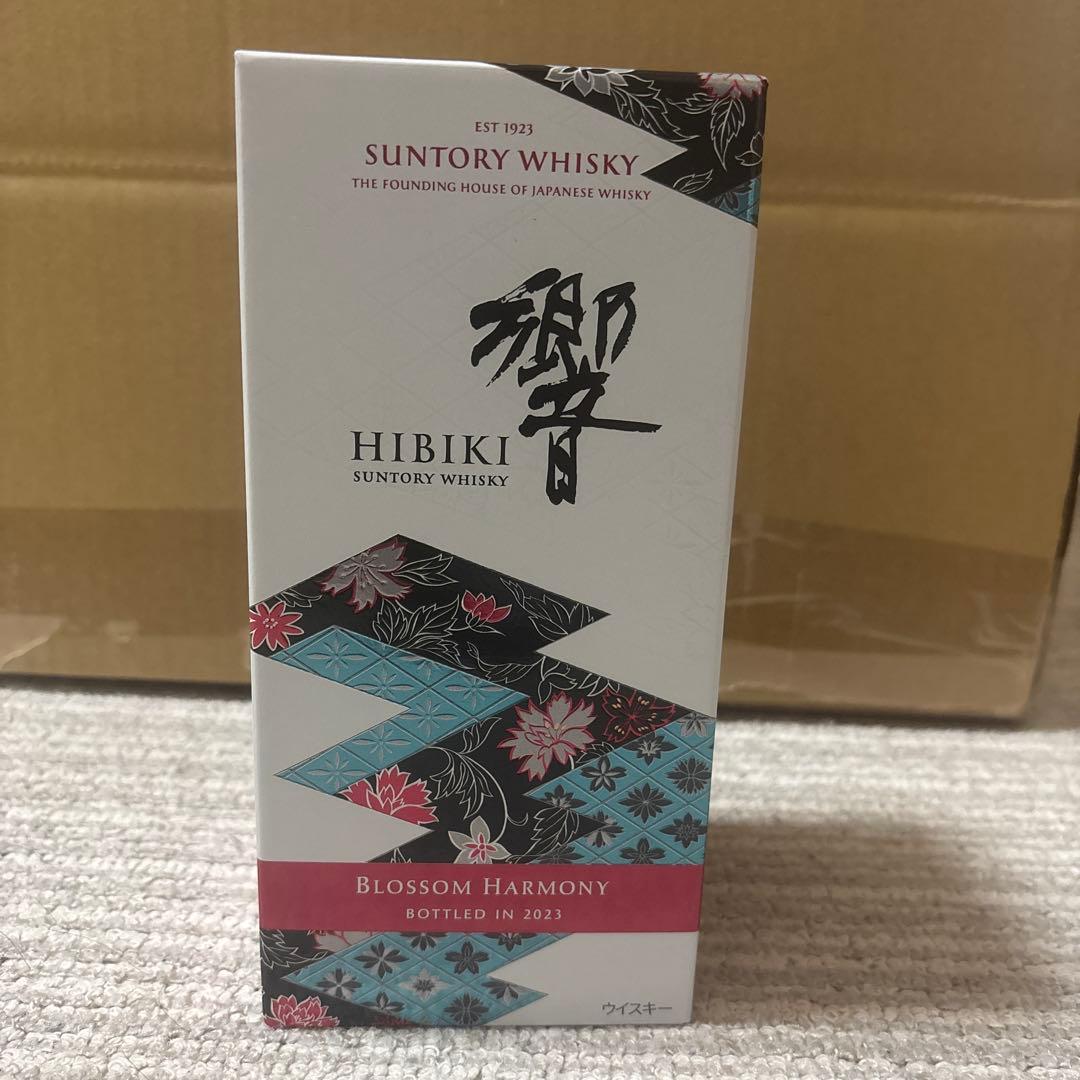 EST 1923
SUNTORY WHISKY
THE FOUNDING HOUSE OF JAPANESE WHISKY
響
HIBIKI
SUNTORY WHISKY
BLOSSOM HARMONY
BOTTLED IN 2023
ウイスキー